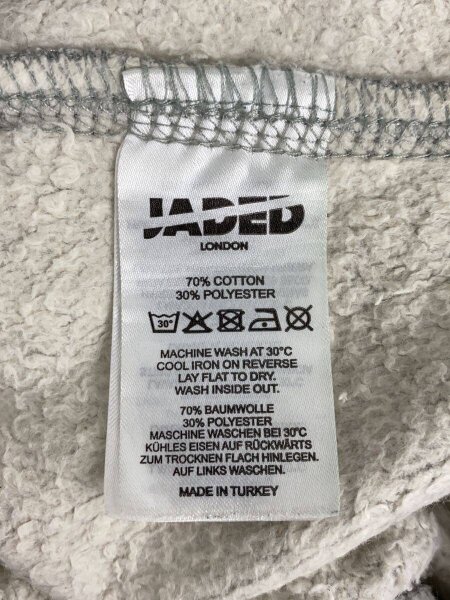 JADED
LONDON
70% COTTON
30% POLYESTER
30°
MACHINE WASH AT 30°C
COOL IRON ON REVERSE
LAY FLAT TO DRY.
WASH INSIDE OUT.
70% BAUMWOLLE
30% POLYESTER
MASCHINE WASCHEN BEI 30°C
KÜHLES EISEN AUF RÜCKWÄRTS
ZUM TROCKNEN FLACH HINLEGEN.
AUF LINKS WASCHEN.
MADE IN TURKEY